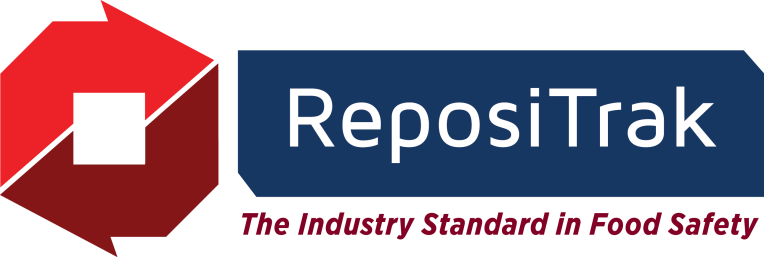 ReposiTrak
The Industry Standard in Food Safety